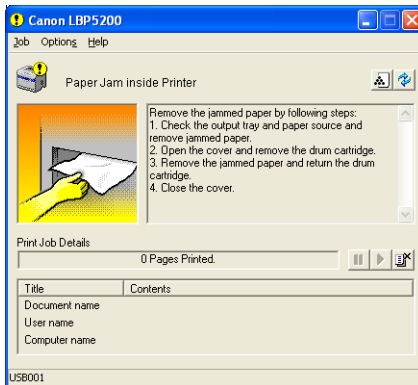 Canon LBP5200
Job Options Help
Paper Jam inside Printer
Remove the jammed paper by following steps:
1. Check the output tray and paper source and
remove jammed paper.
2. Open the cover and remove the drum cartridge.
3. Remove the jammed paper and return the drum
cartridge.
4. Close the cover.
Print Job Details
0 Pages Printed.
Title Contents
Document name
User name
Computer name
USB001